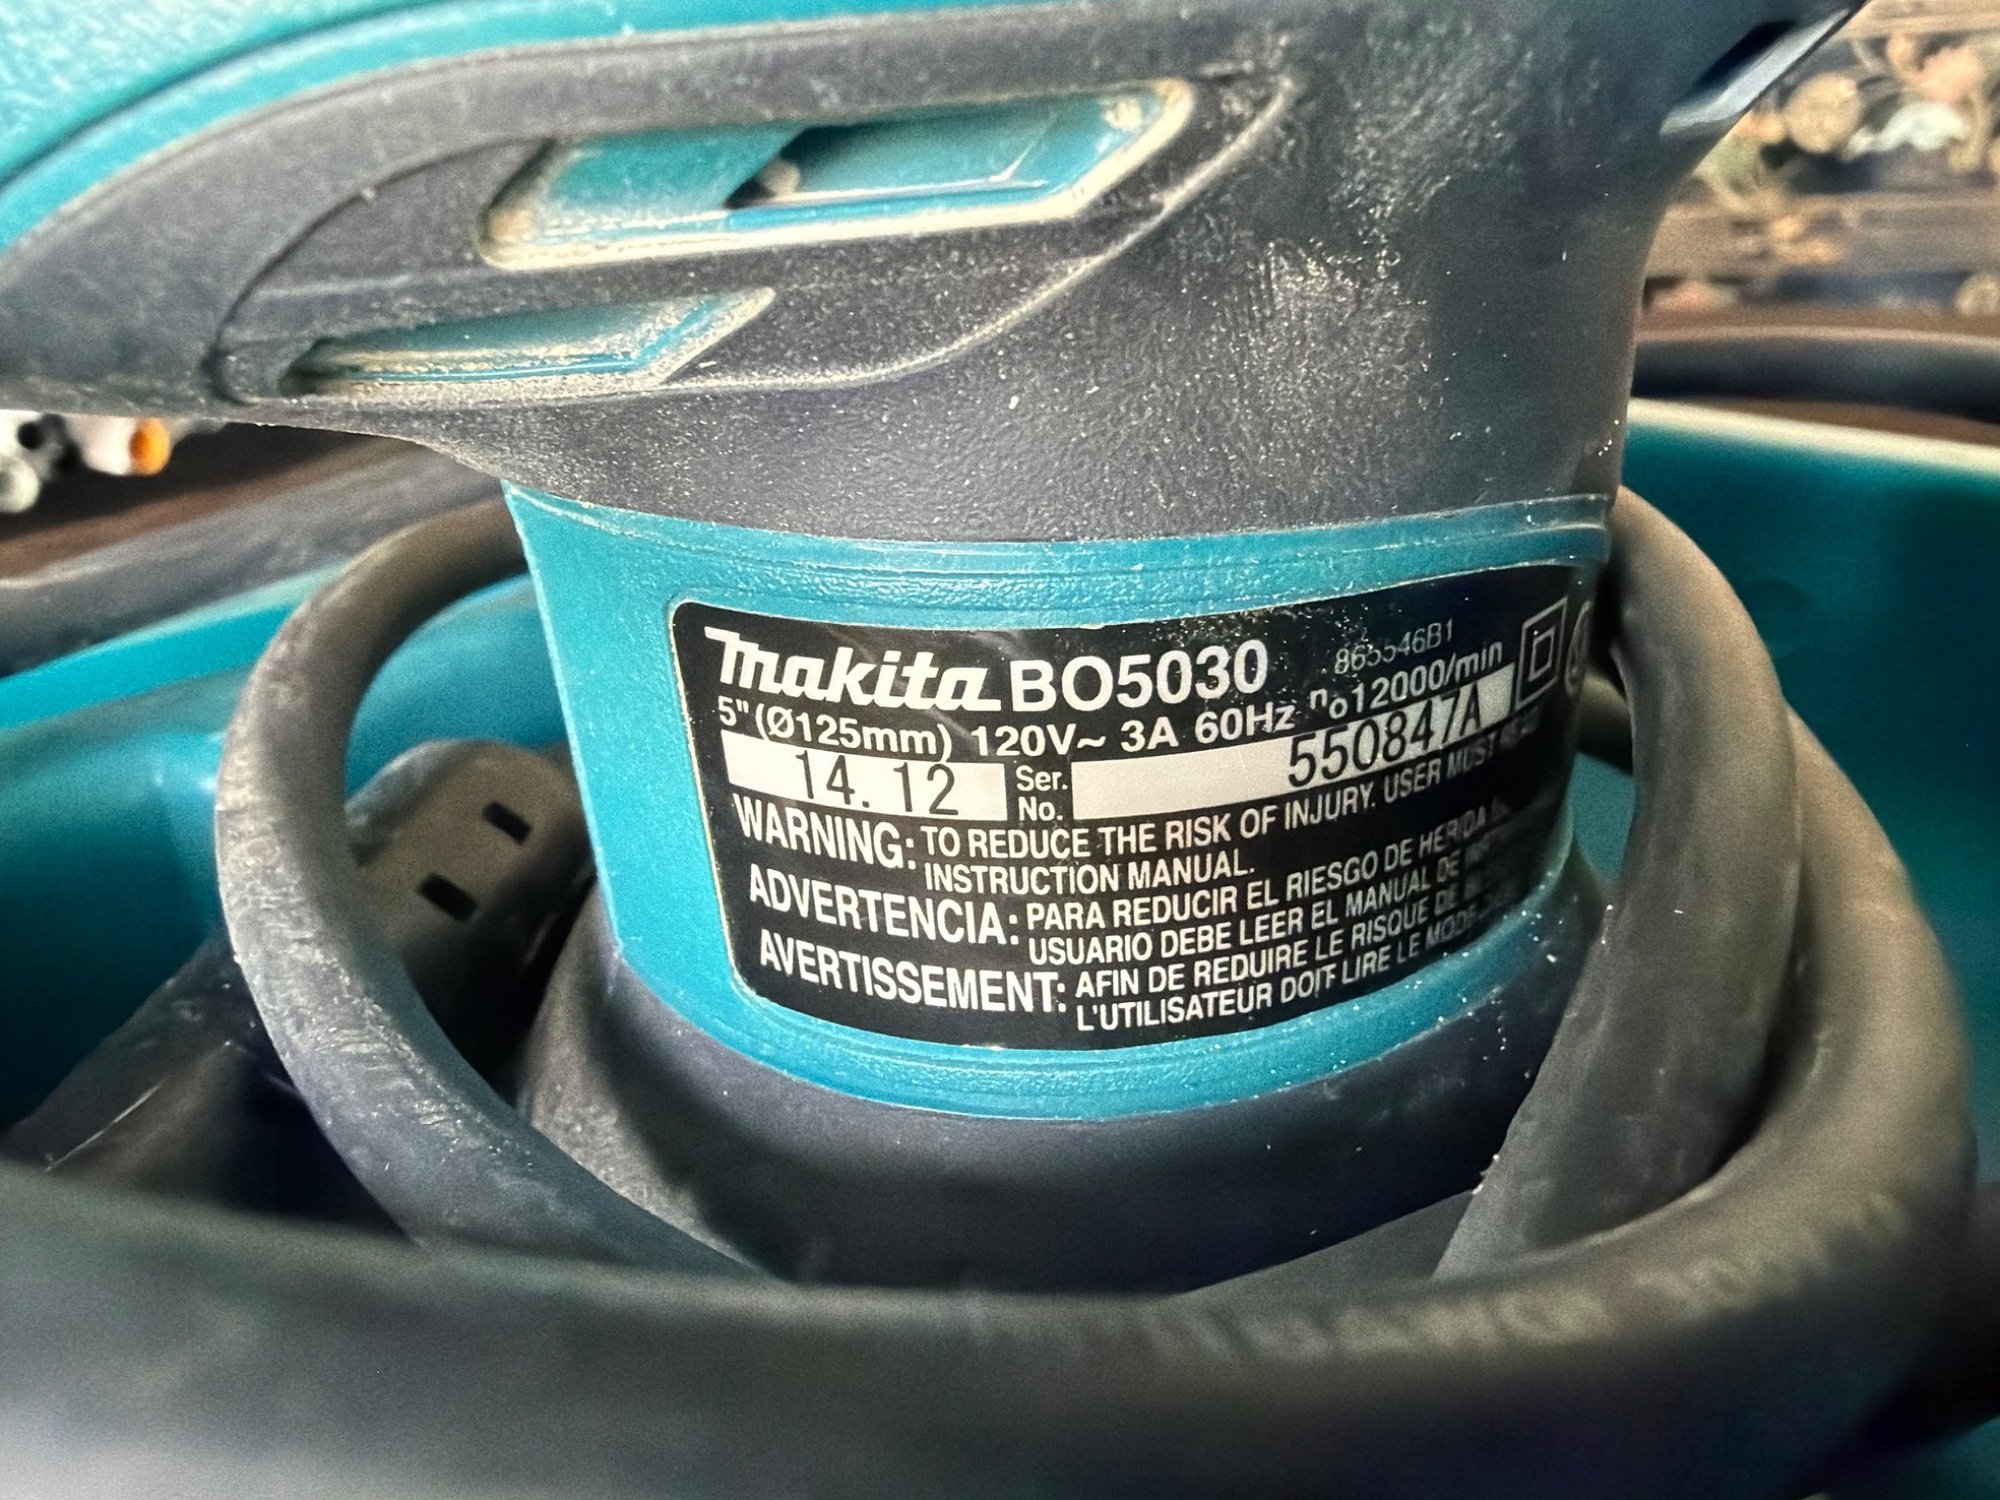 makita BO5030
5" (Ø125mm) 120V~ 3A 60Hz no12000/min
14.12 Ser. No. 550847A
WARNING: TO REDUCE THE RISK OF INJURY. USER MUST
INSTRUCTION MANUAL.
ADVERTENCIA: PARA REDUCIR EL RIESGO DE HERIDA
USUARIO DEBE LEER EL MANUAL DE
AVERTISSEMENT: AFIN DE REDUIRE LE RISQUE DE
L'UTILISATEUR DOIT LIRE LE MODE